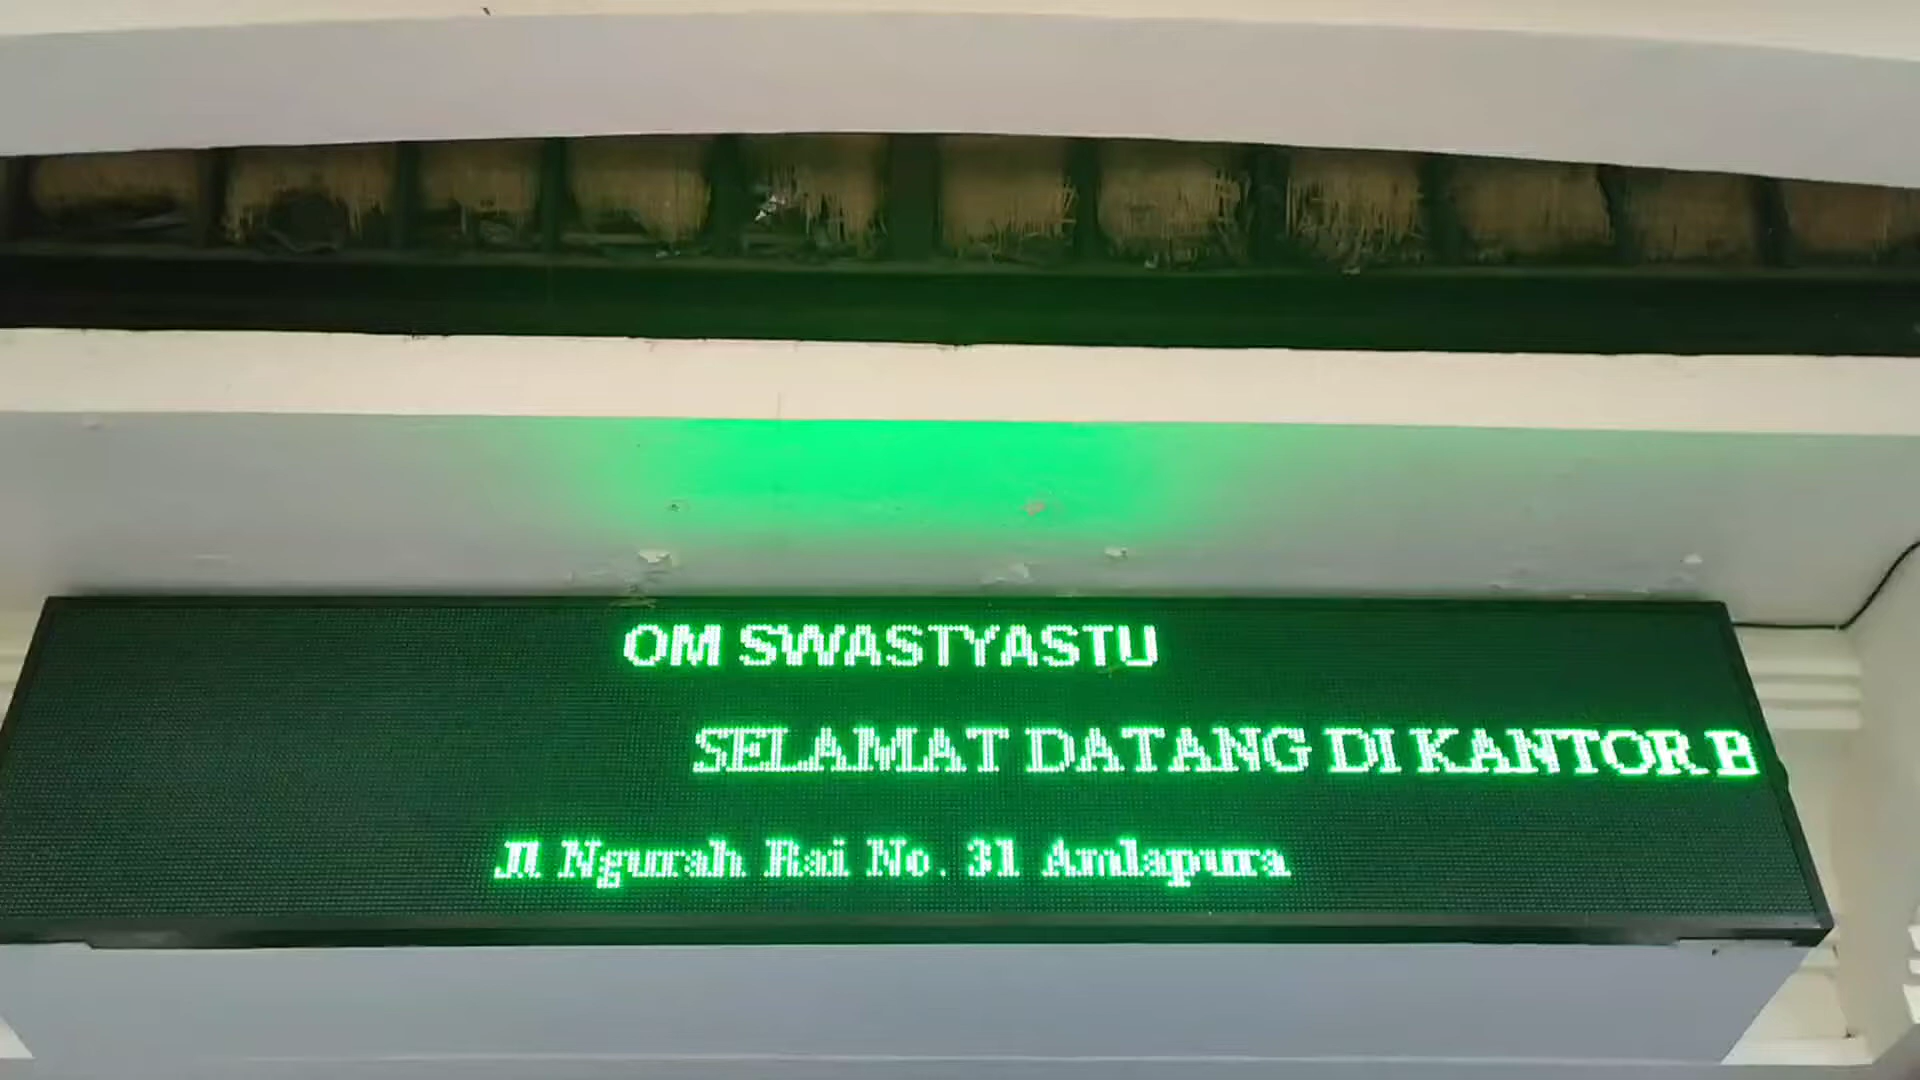 OM SWASTYASTU
SELAMAT DATANG DI KANTOR B
Jl Ngurah Rai No. 31 Amlapura